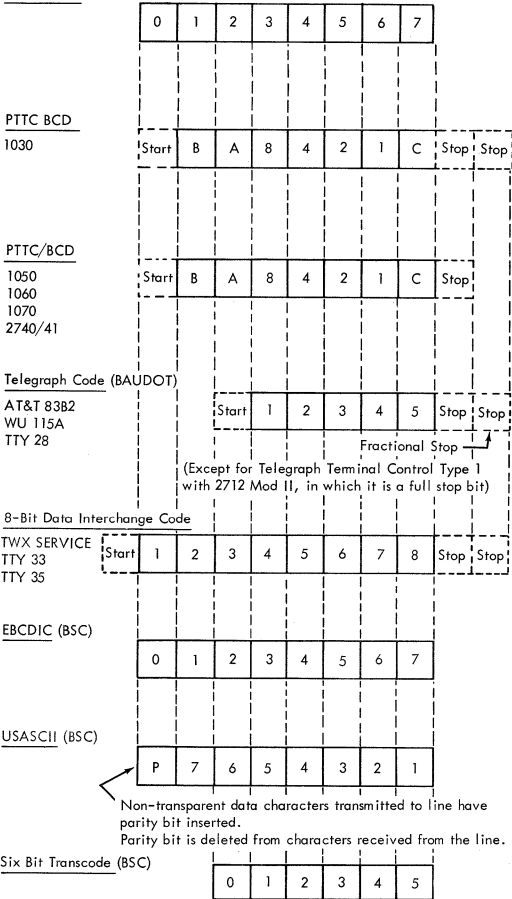 0 1 2 3 4 5 6 7
PTTC BCD
1030
Start B A 8 4 2 1 C Stop Stop
PTTC/BCD
1050
1060
1070
2740/41
Start B A 8 4 2 1 C Stop
Telegraph Code (BAUDOT)
AT&T 83B2
WU 115A
TTY 28
Start 1 2 3 4 5 Stop Stop
Fractional Stop
(Except for Telegraph Terminal Control Type 1
with 2712 Mod II, in which it is a full stop bit)
8-Bit Data Interchange Code
TWX SERVICE
TTY 33
TTY 35
Start 1 2 3 4 5 6 7 8 Stop Stop
EBCDIC (BSC)
0 1 2 3 4 5 6 7
USASCII (BSC)
P 7 6 5 4 3 2 1
Non-transparent data characters transmitted to line have
parity bit inserted.
Parity bit is deleted from characters received from the line.
Six Bit Transcode (BSC)
0 1 2 3 4 5